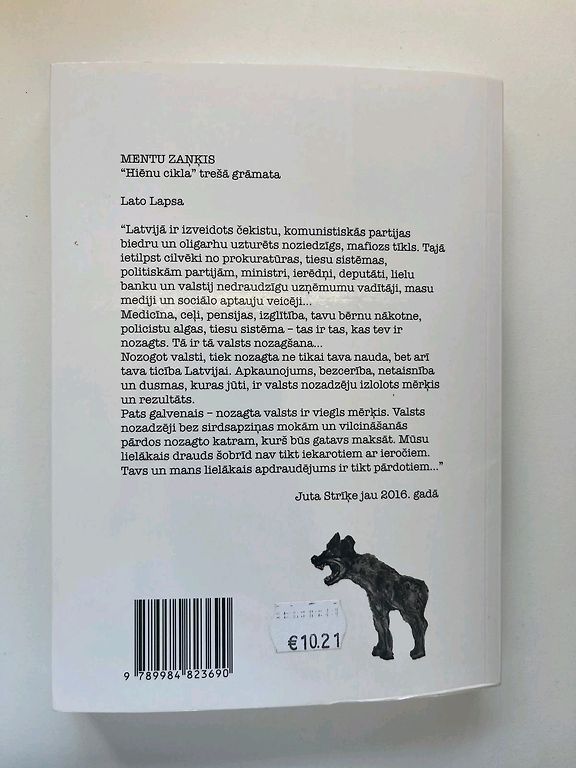 MENTU ZAŅĶIS
“Hiēnu cikla” trešā grāmata
Lato Lapsa
“Latvijā ir izveidots čekistu, komunistiskās partijas
biedru un oligarhu uzturēts noziedzīgs, mafiozs tīkls. Tajā
ietilpst cilvēki no prokuratūras, tiesu sistēmas,
politiskām partijām, ministri, ierēdņi, deputāti, lielu
banku un valstij nedraudzīgu uzņēmumu vadītāji, masu
mediji un sociālo aptauju veicēji...
Medicīna, ceļi, pensijas, izglītība, tavu bērnu nākotne,
policistu algas, tiesu sistēma – tas ir tas, kas tev ir
nozagts. Tā ir tā valsts nozagšana...
Nozogot valsti, tiek nozagta ne tikai tava nauda, bet arī
tava ticība Latvijai. Apkaunojums, bezcerība, netaisnība
un dusmas, kuras jūti, ir valsts nozadzēju izlolots mērķis
un rezultāts.
Pats galvenais – nozagta valsts ir viegls mērķis. Valsts
nozadzēji bez sirdsapziņas mokām un vilcināšanās
pārdos nozagto katram, kurš būs gatavs maksāt. Mūsu
lielākais drauds šobrīd nav tikt iekarotiem ar ieročiem.
Tavs un mans lielākais apdraudējums ir tikt pārdotiem...”
Juta Strīķe jau 2016. gadā
€10.21
9 789984 823690